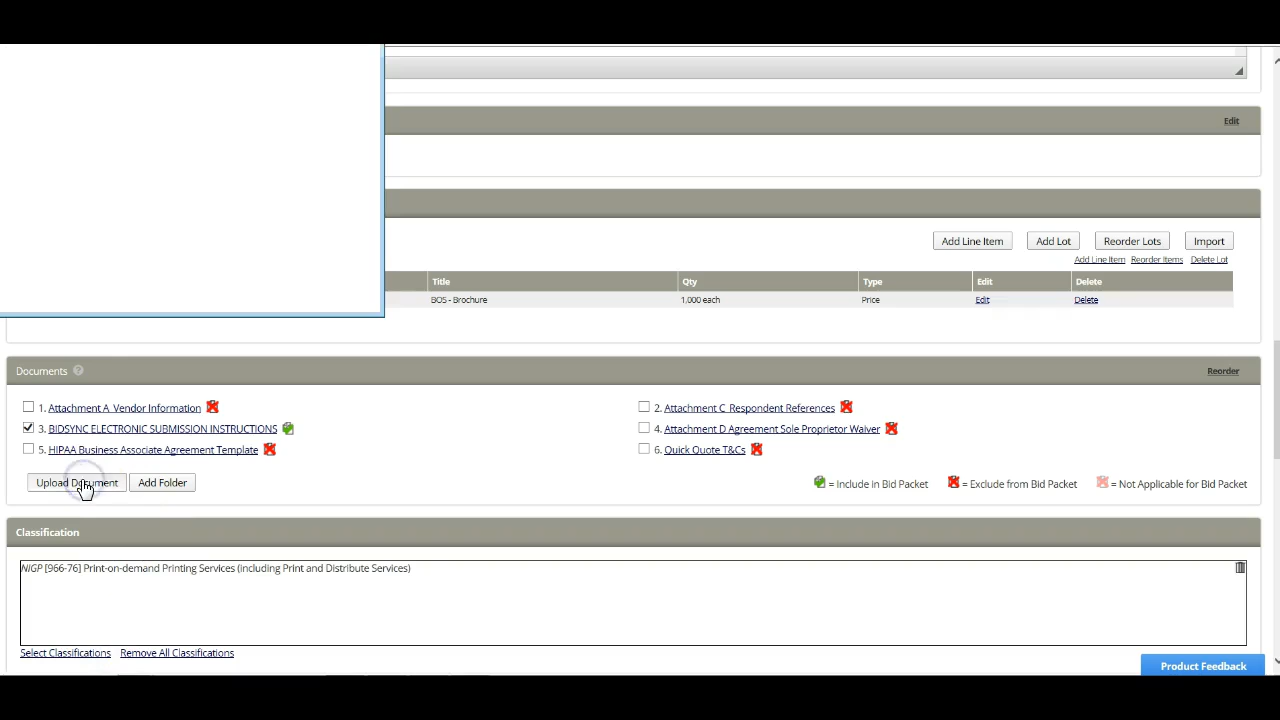 Edit
Add Line Item Add Lot Reorder Lots Import
Add Line Item Reorder Items Delete Lot
Title Qty Type Edit Delete
BOS - Brochure 1,000 each Price Edit Delete
Documents ? Reorder
1. Attachment A Vendor Information 2. Attachment C Respondent References
3. BIDSYNC ELECTRONIC SUBMISSION INSTRUCTIONS 4. Attachment D Agreement Sole Proprietor Waiver
5. HIPAA Business Associate Agreement Template 6. Quick Quote T&Cs
Upload Document Add Folder = Include in Bid Packet = Exclude from Bid Packet = Not Applicable for Bid Packet
Classification
NIGP [966-76] Print-on-demand Printing Services (including Print and Distribute Services)
Select Classifications Remove All Classifications
Product Feedback